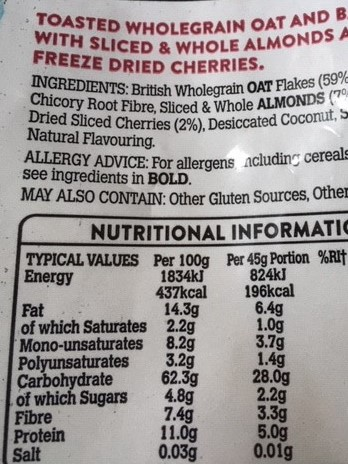 TOASTED WHOLEGRAIN OAT AND
WITH SLICED & WHOLE ALMONDS
FREEZE DRIED CHERRIES.
INGREDIENTS: British Wholegrain OAT Flakes (59%
Chicory Root Fibre, Sliced & Whole ALMONDS (7%
Dried Sliced Cherries (2%), Desiccated Coconut,
Natural Flavouring.
ALLERGY ADVICE: For allergens including cereals
see ingredients in BOLD.
MAY ALSO CONTAIN: Other Gluten Sources, Other
NUTRITIONAL INFORMATIO
TYPICAL VALUES Per 100g Per 45g Portion %RI†
Energy 1834kJ 824kJ
437kcal 196kcal
Fat 14.3g 6.4g
of which Saturates 2.2g 1.0g
Mono-unsaturates 8.2g 3.7g
Polyunsaturates 3.2g 1.4g
Carbohydrate 62.3g 28.0g
of which Sugars 4.8g 2.2g
Fibre 7.4g 3.3g
Protein 11.0g 5.0g
Salt 0.03g 0.01g